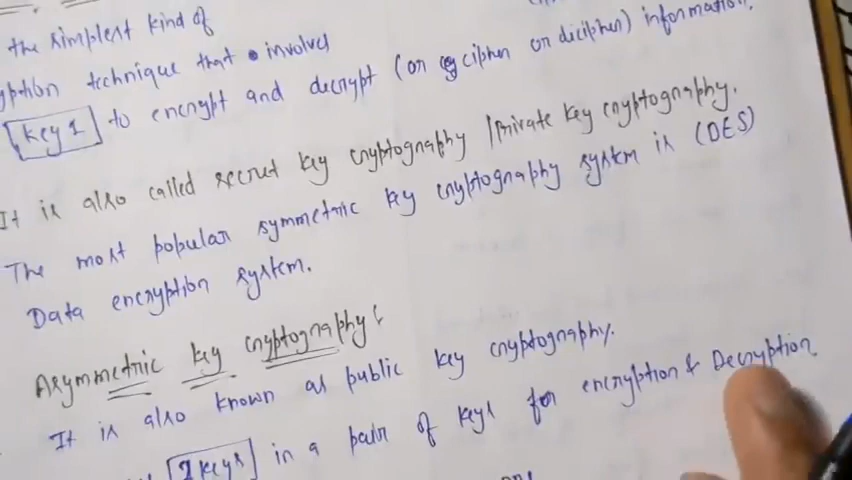 the simplest kind of
technique that involves
[key 1] to encrypt and decrypt (or cipher or dicipher) information.
It is also called secret key cryptography / Private key cryptography.
The most popular symmetric key cryptography system is (DES)
Data encryption system.
Asymmetric key cryptography:
It is also known as public key cryptography.
[2 keys] in a pair of keys for encryption & Decryption